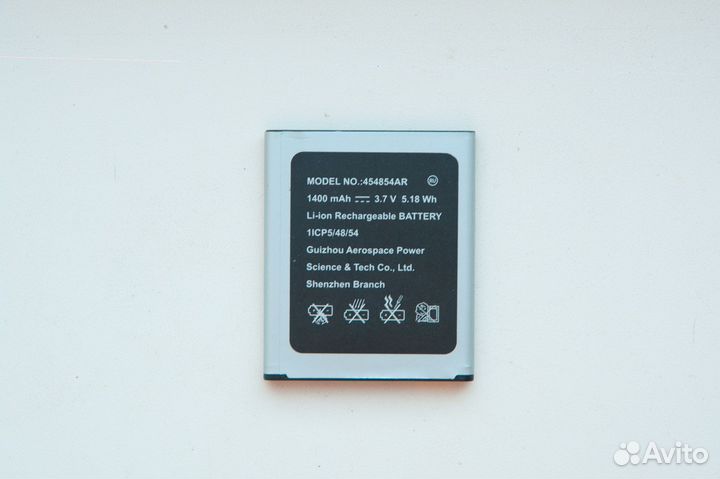 MODEL NO.:454854AR
1400 mAh ⎓ 3.7 V 5.18 Wh
Li-ion Rechargeable BATTERY
1ICP5/48/54
Guizhou Aerospace Power
Science & Tech Co., Ltd.
Shenzhen Branch
Avito